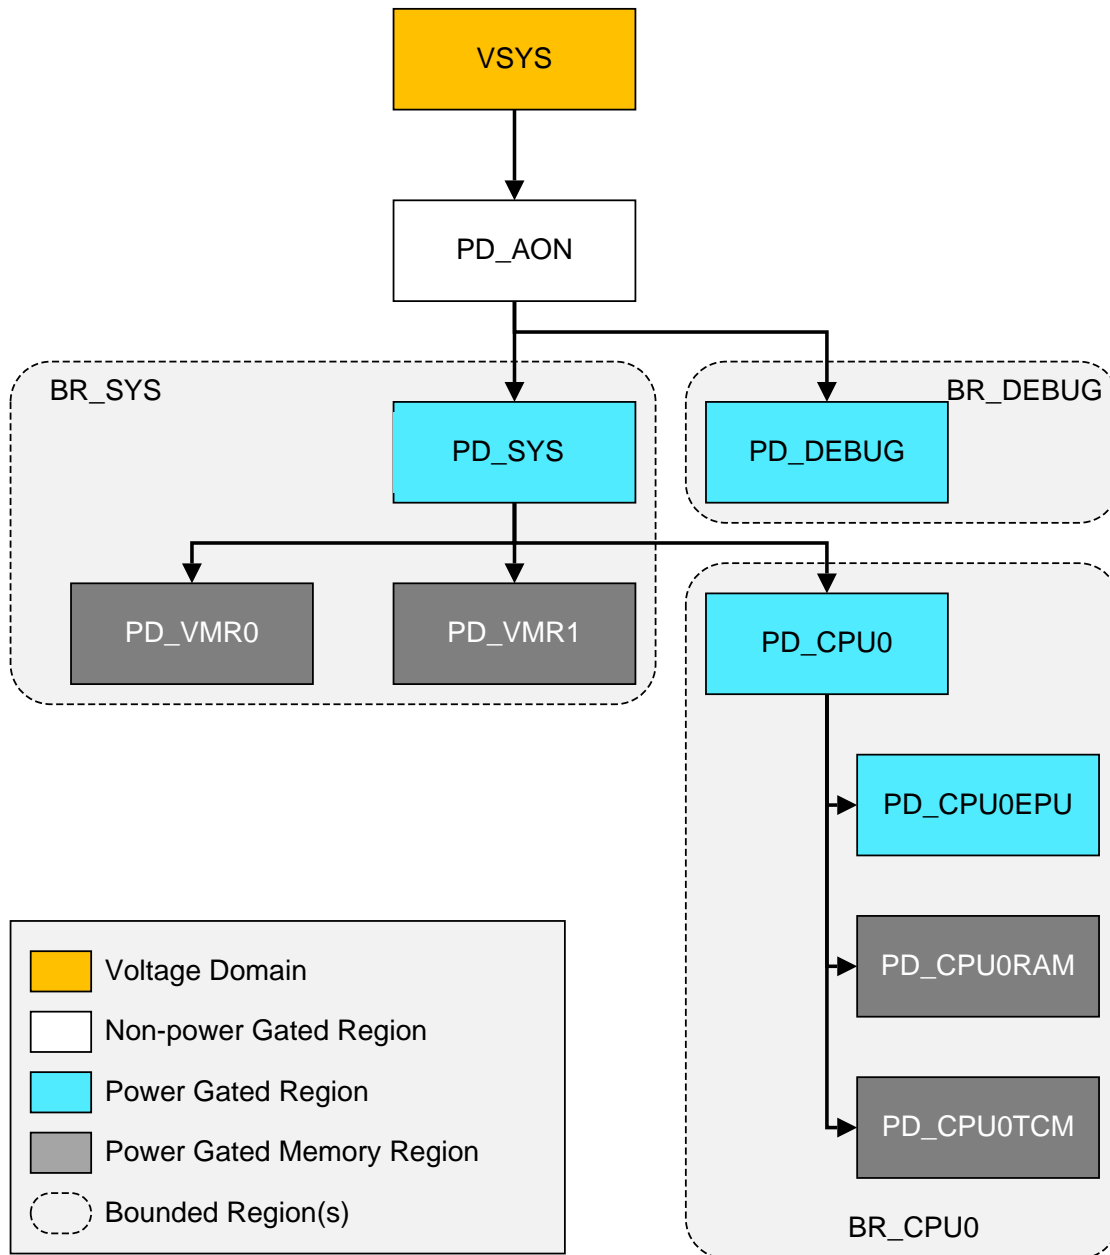 VSYS
PD_AON
BR_SYS
BR_DEBUG
PD_SYS
PD_DEBUG
PD_VMR0
PD_VMR1
PD_CPU0
PD_CPU0EPU
PD_CPU0RAM
PD_CPU0TCM
BR_CPU0
Voltage Domain
Non-power Gated Region
Power Gated Region
Power Gated Memory Region
Bounded Region(s)